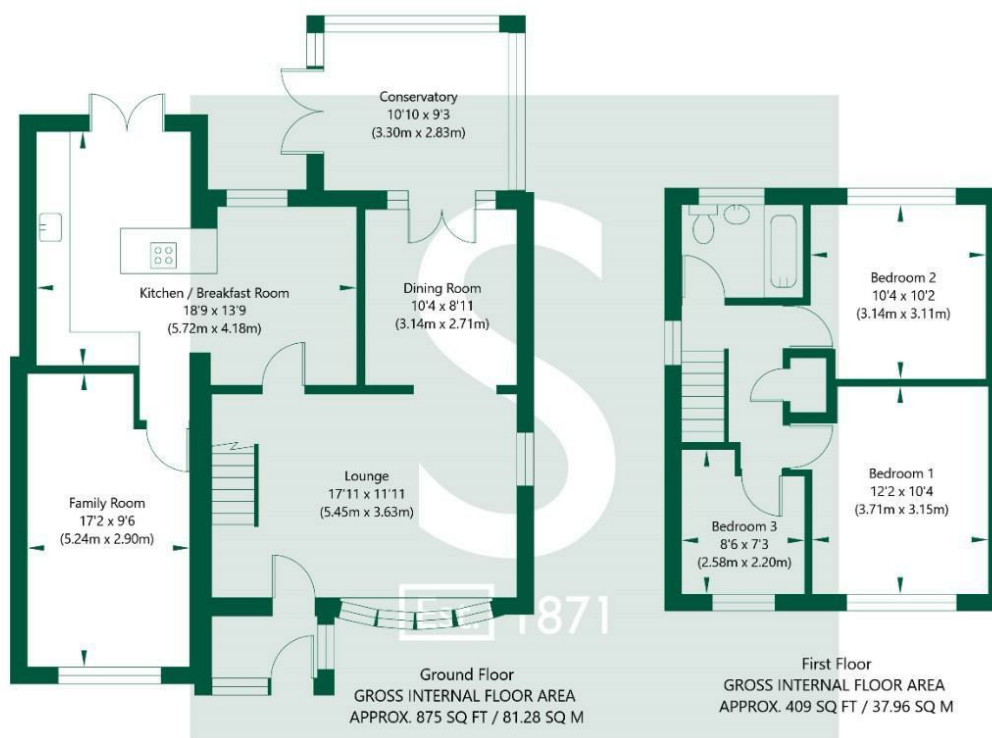 Conservatory
10'10 x 9'3
(3.30m x 2.83m)
Kitchen / Breakfast Room
18'9 x 13'9
(5.72m x 4.18m)
Dining Room
10'4 x 8'11
(3.14m x 2.71m)
Lounge
17'11 x 11'11
(5.45m x 3.63m)
Family Room
17'2 x 9'6
(5.24m x 2.90m)
Bedroom 2
10'4 x 10'2
(3.14m x 3.11m)
Bedroom 1
12'2 x 10'4
(3.71m x 3.15m)
Bedroom 3
8'6 x 7'3
(2.58m x 2.20m)
S
Est. 1871
Ground Floor
GROSS INTERNAL FLOOR AREA
APPROX. 875 SQ FT / 81.28 SQ M
First Floor
GROSS INTERNAL FLOOR AREA
APPROX. 409 SQ FT / 37.96 SQ M